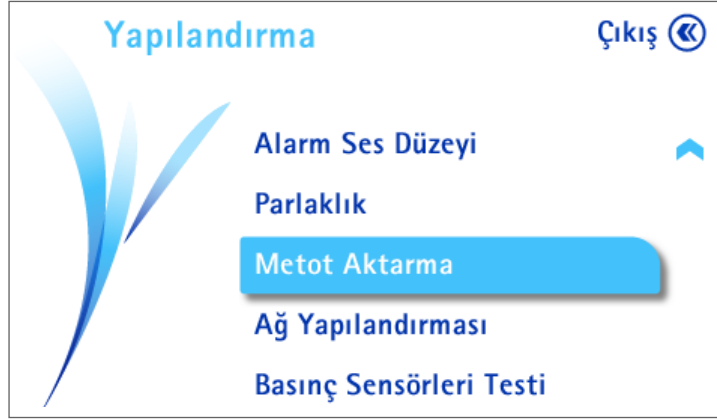 Yapılandırma
Çıkış
Alarm Ses Düzeyi
Parlaklık
Metot Aktarma
Ağ Yapılandırması
Basınç Sensörleri Testi